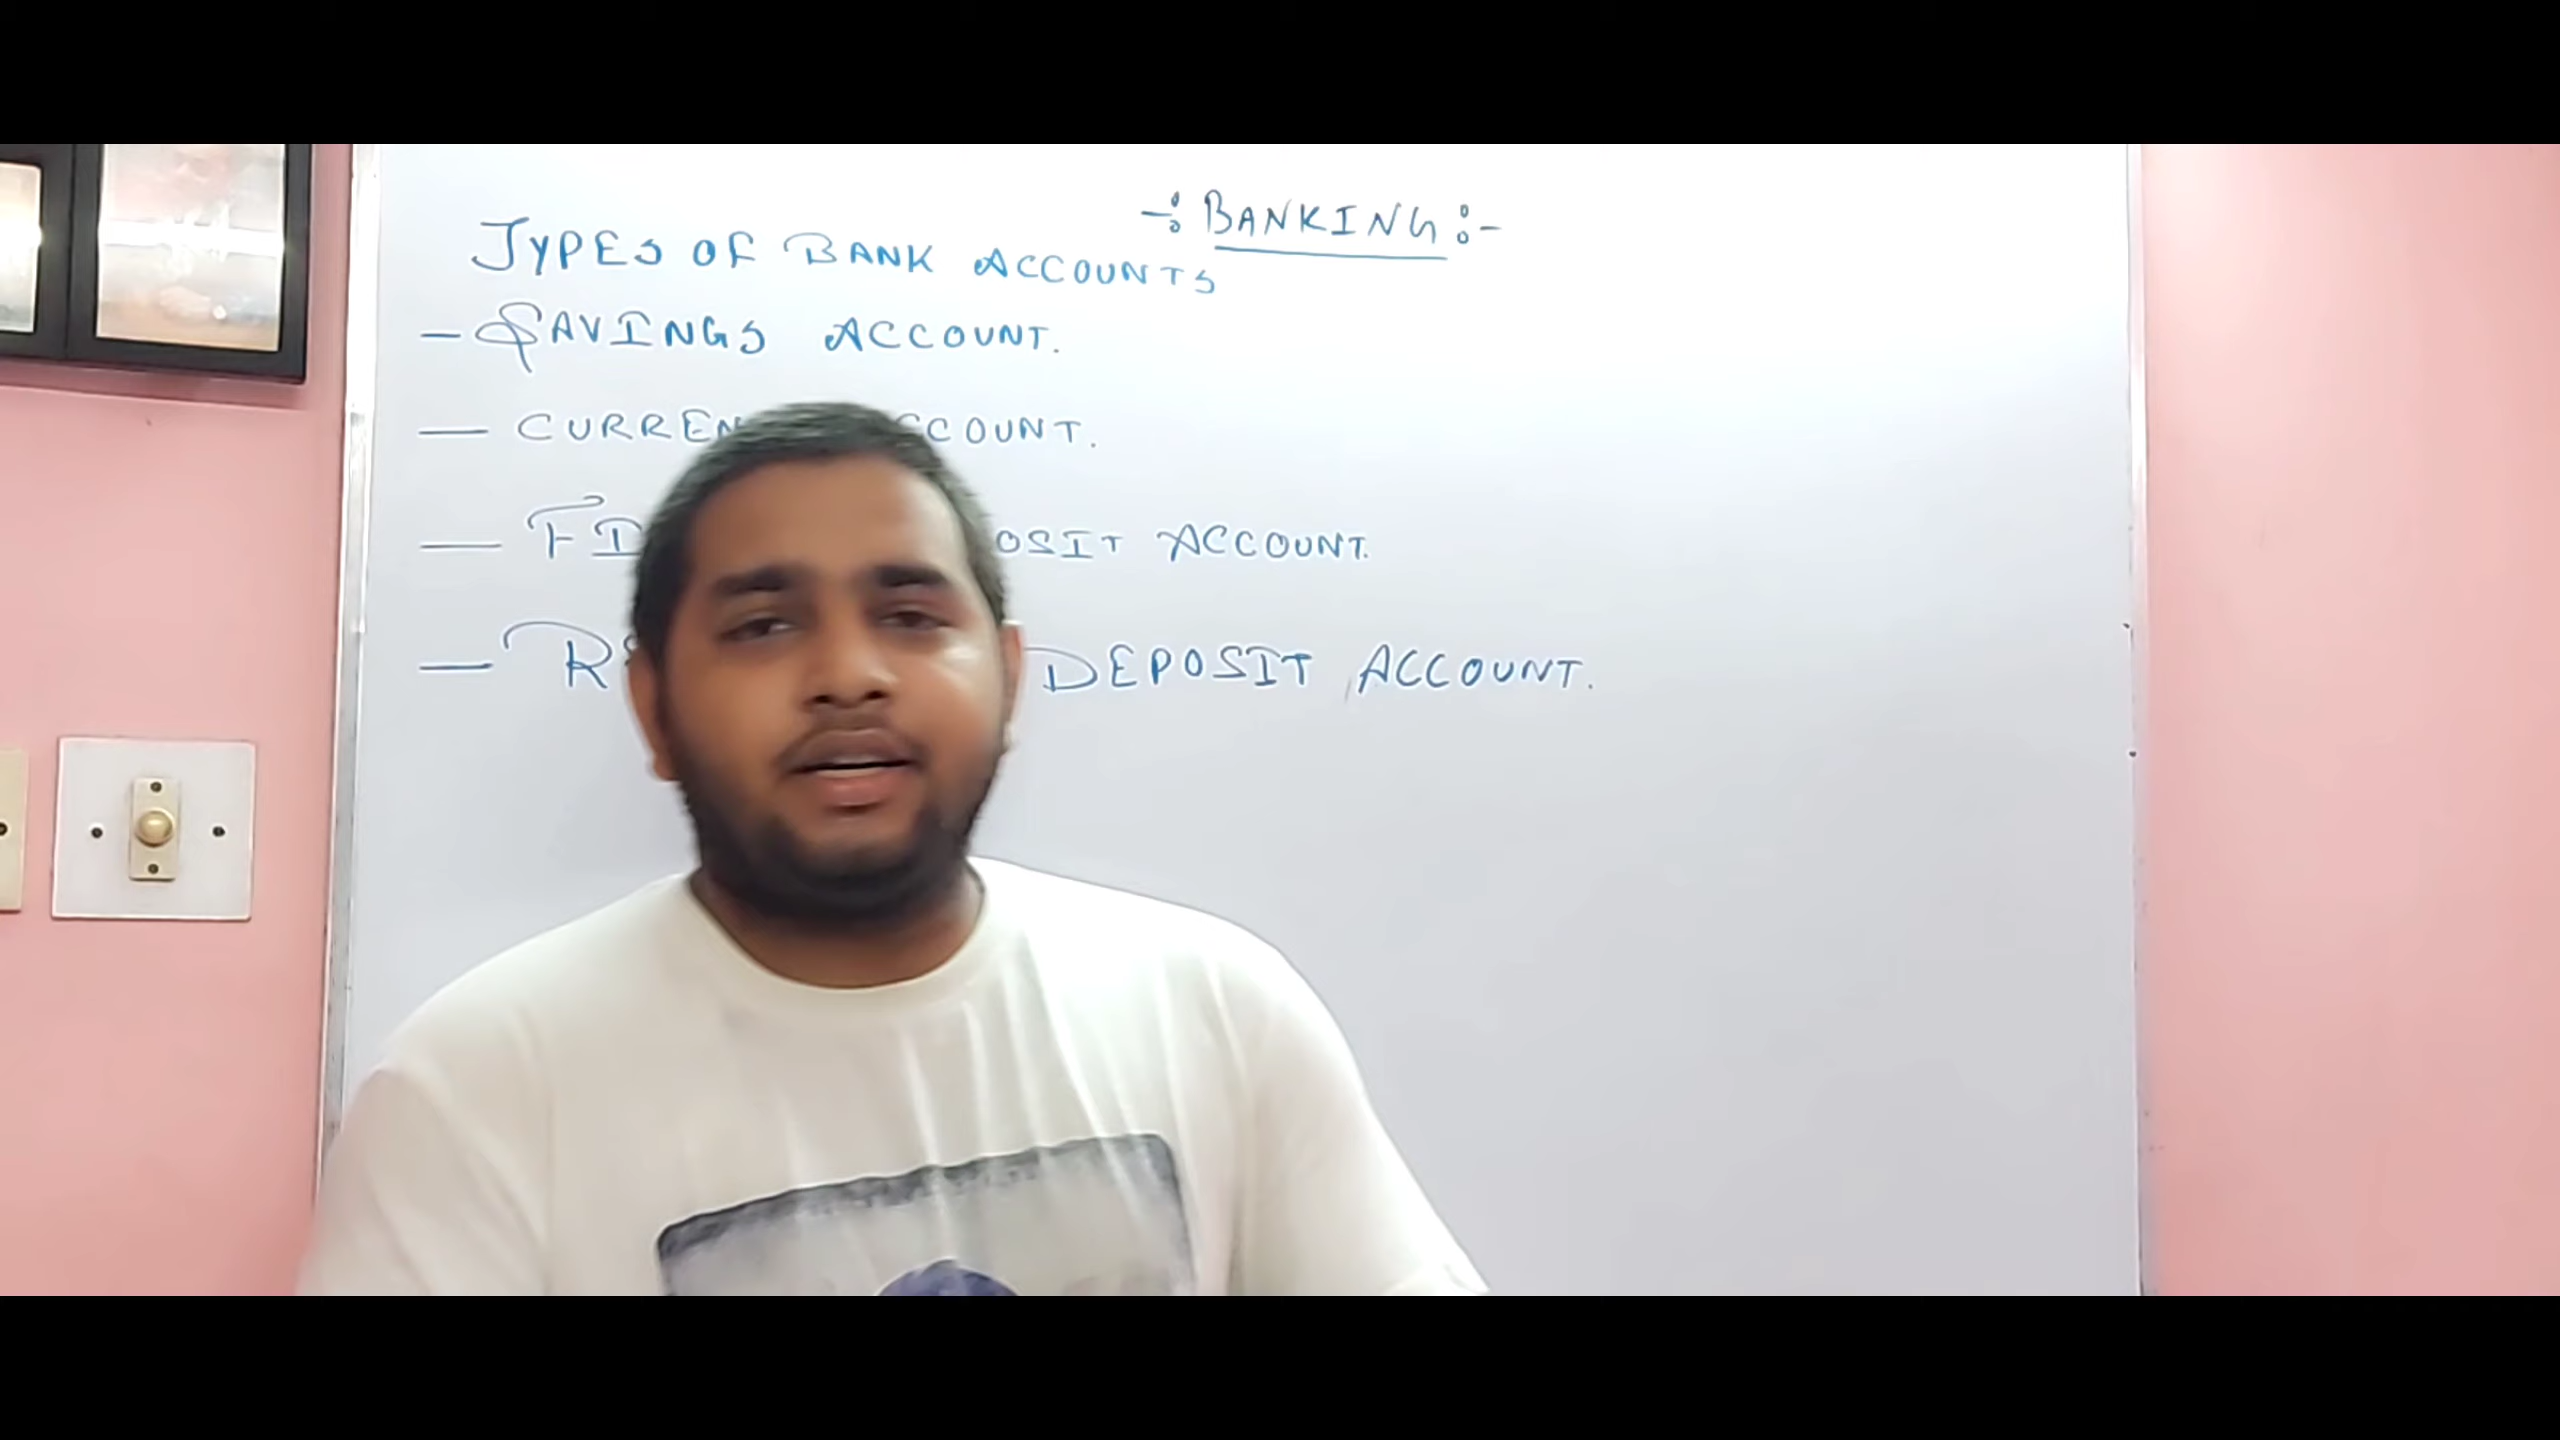 -: BANKING :-
TYPES OF BANK ACCOUNTS
- SAVINGS ACCOUNT.
- CURREN CCOUNT.
- OSIT ACCOUNT.
- DEPOSIT ACCOUNT.